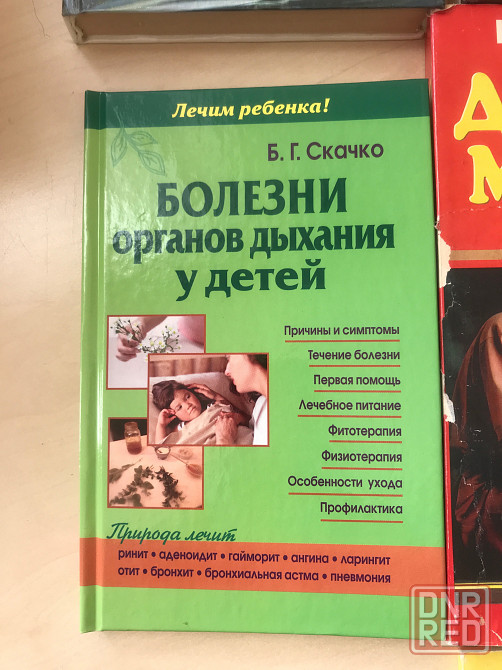 Лечим ребенка!
Б. Г. Скачко
БОЛЕЗНИ
органов дыхания
у детей
Причины и симптомы
Течение болезни
Первая помощь
Лечебное питание
Фитотерапия
Физиотерапия
Особенности ухода
Профилактика
Природа лечит
ринит • аденоидит • гайморит • ангина • ларингит
отит • бронхит • бронхиальная астма • пневмония
DNR
RED